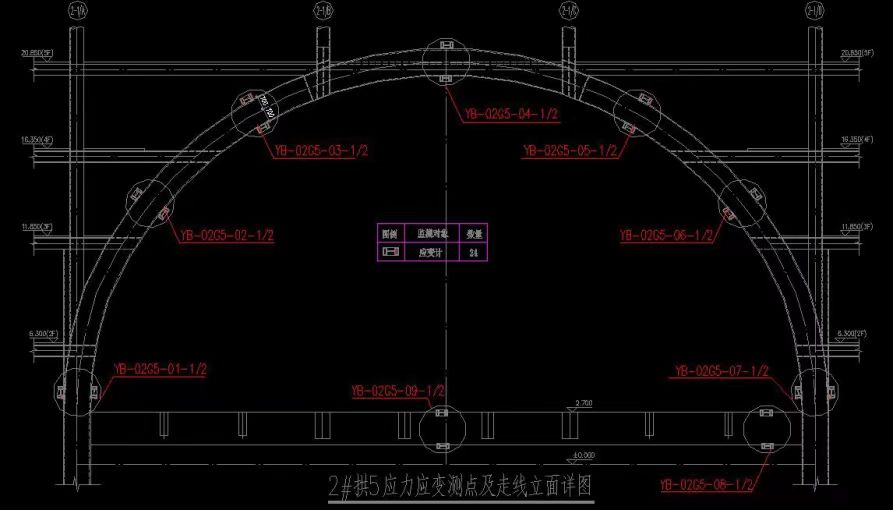 2-1/A
2-1/B
2-1/C
2-1/D
20.850(5F)
20.850(5F)
YB-02G5-04-1/2
YB-02G5-03-1/2
YB-02G5-05-1/2
16.350(4F)
16.350(4F)
YB-02G5-02-1/2
YB-02G5-06-1/2
11.850(3F)
11.850(3F)
图例 监测对象 数量
应变计 24
6.300(2F)
6.300(2F)
YB-02G5-01-1/2
YB-02G5-07-1/2
YB-02G5-09-1/2
2.700
±0.000
YB-02G5-08-1/2
2#拱5应力应变测点及走线立面详图